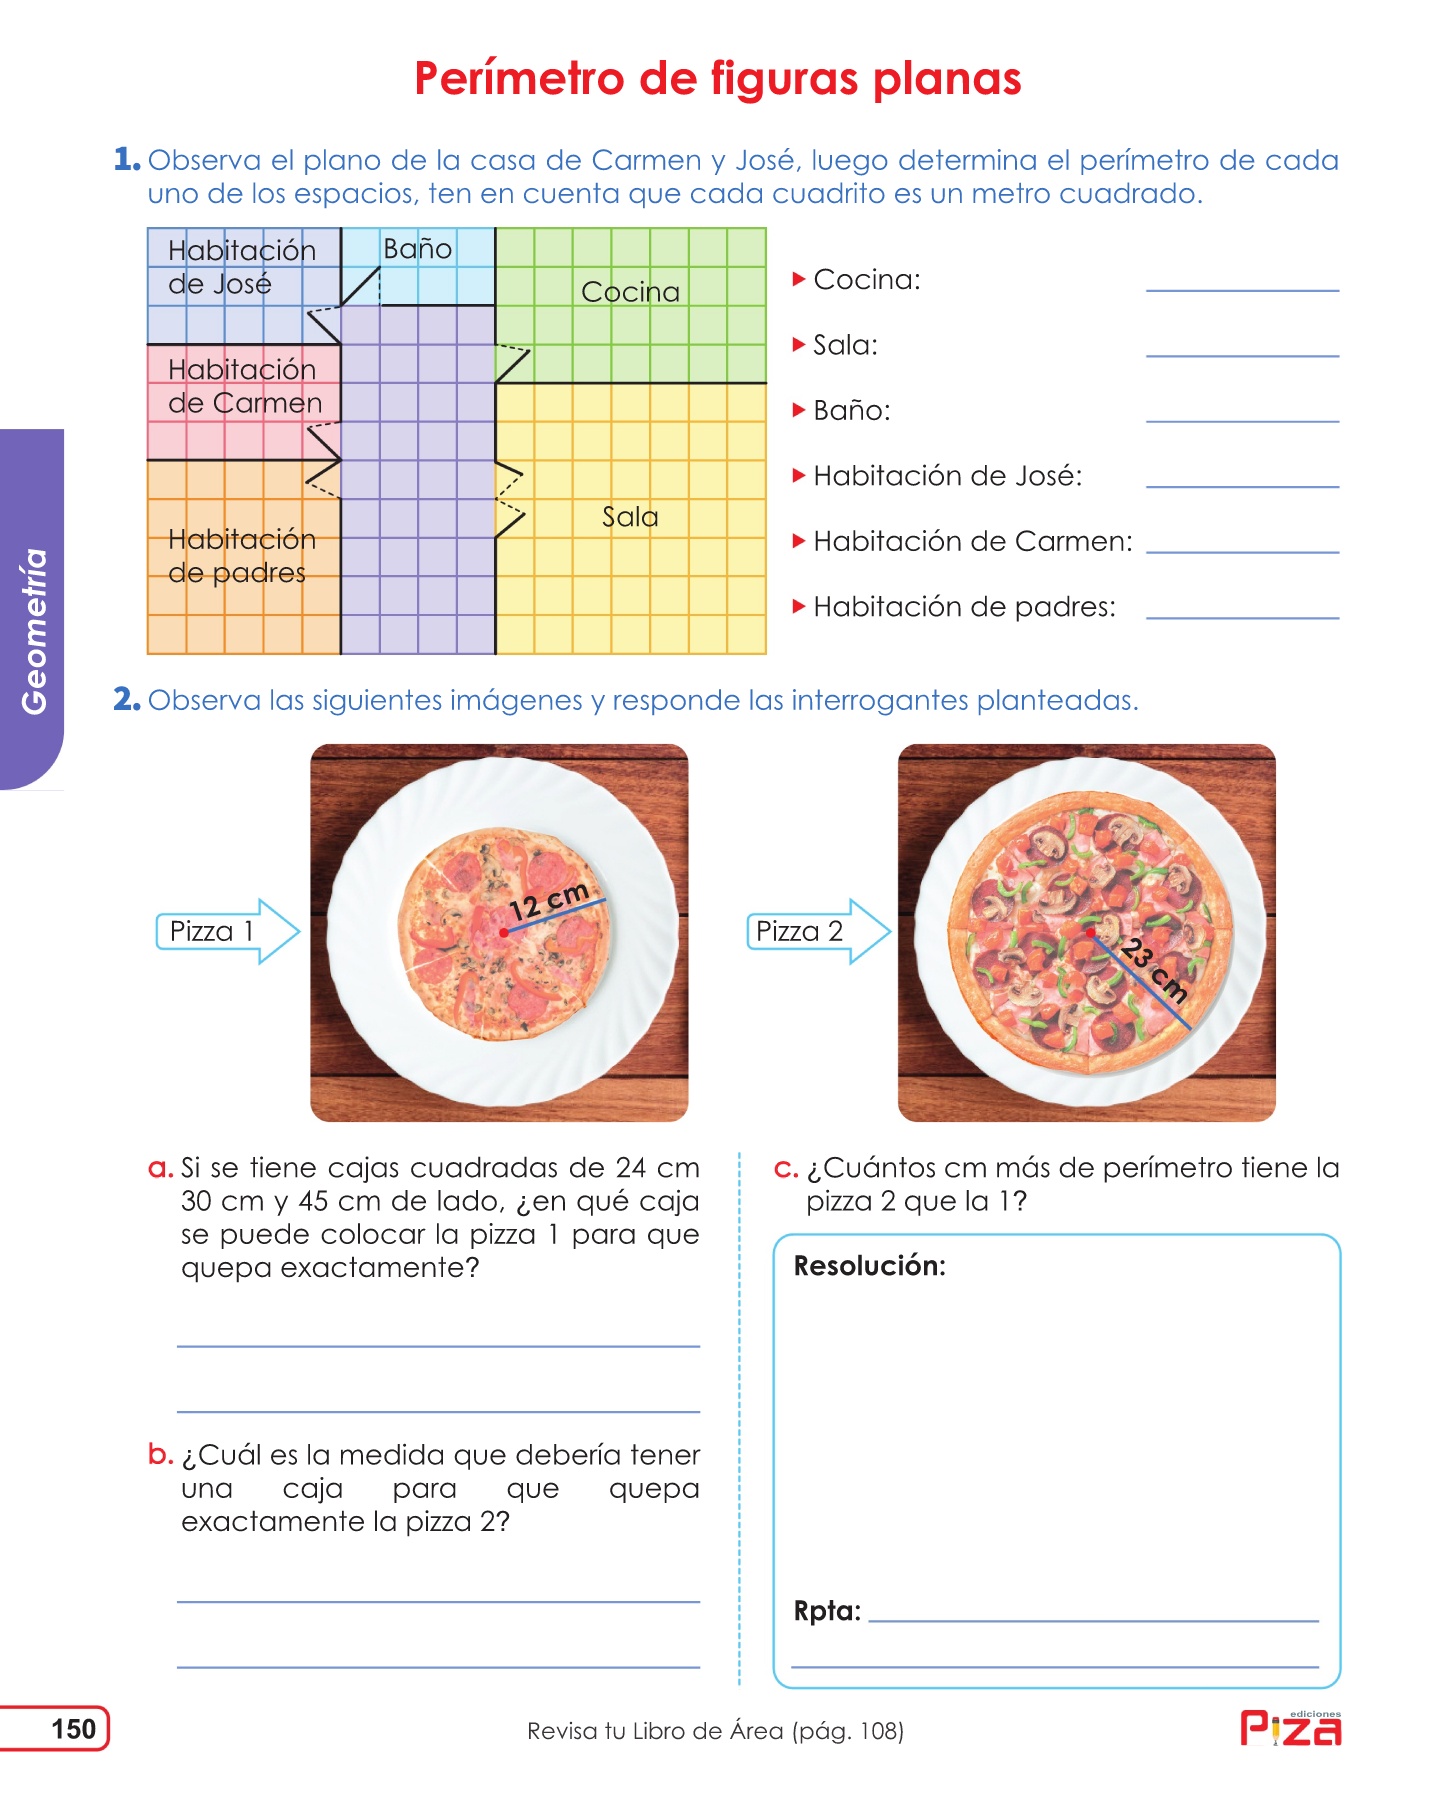 Perímetro de figuras planas
1. Observa el plano de la casa de Carmen y José, luego determina el perímetro de cada
uno de los espacios, ten en cuenta que cada cuadrito es un metro cuadrado.
Habitación
de José
Baño
Cocina
Habitación
de Carmen
Habitación
de padres
Sala
Cocina:
Sala:
Baño:
Habitación de José:
Habitación de Carmen:
Habitación de padres:
Geometría
2. Observa las siguientes imágenes y responde las interrogantes planteadas.
Pizza 1
12 cm
Pizza 2
23 cm
a. Si se tiene cajas cuadradas de 24 cm
30 cm y 45 cm de lado, ¿en qué caja
se puede colocar la pizza 1 para que
quepa exactamente?
b. ¿Cuál es la medida que debería tener
una caja para que quepa
exactamente la pizza 2?
c. ¿Cuántos cm más de perímetro tiene la
pizza 2 que la 1?
Resolución:
Rpta:
150
Revisa tu Libro de Área (pág. 108)
ediciones
Piza